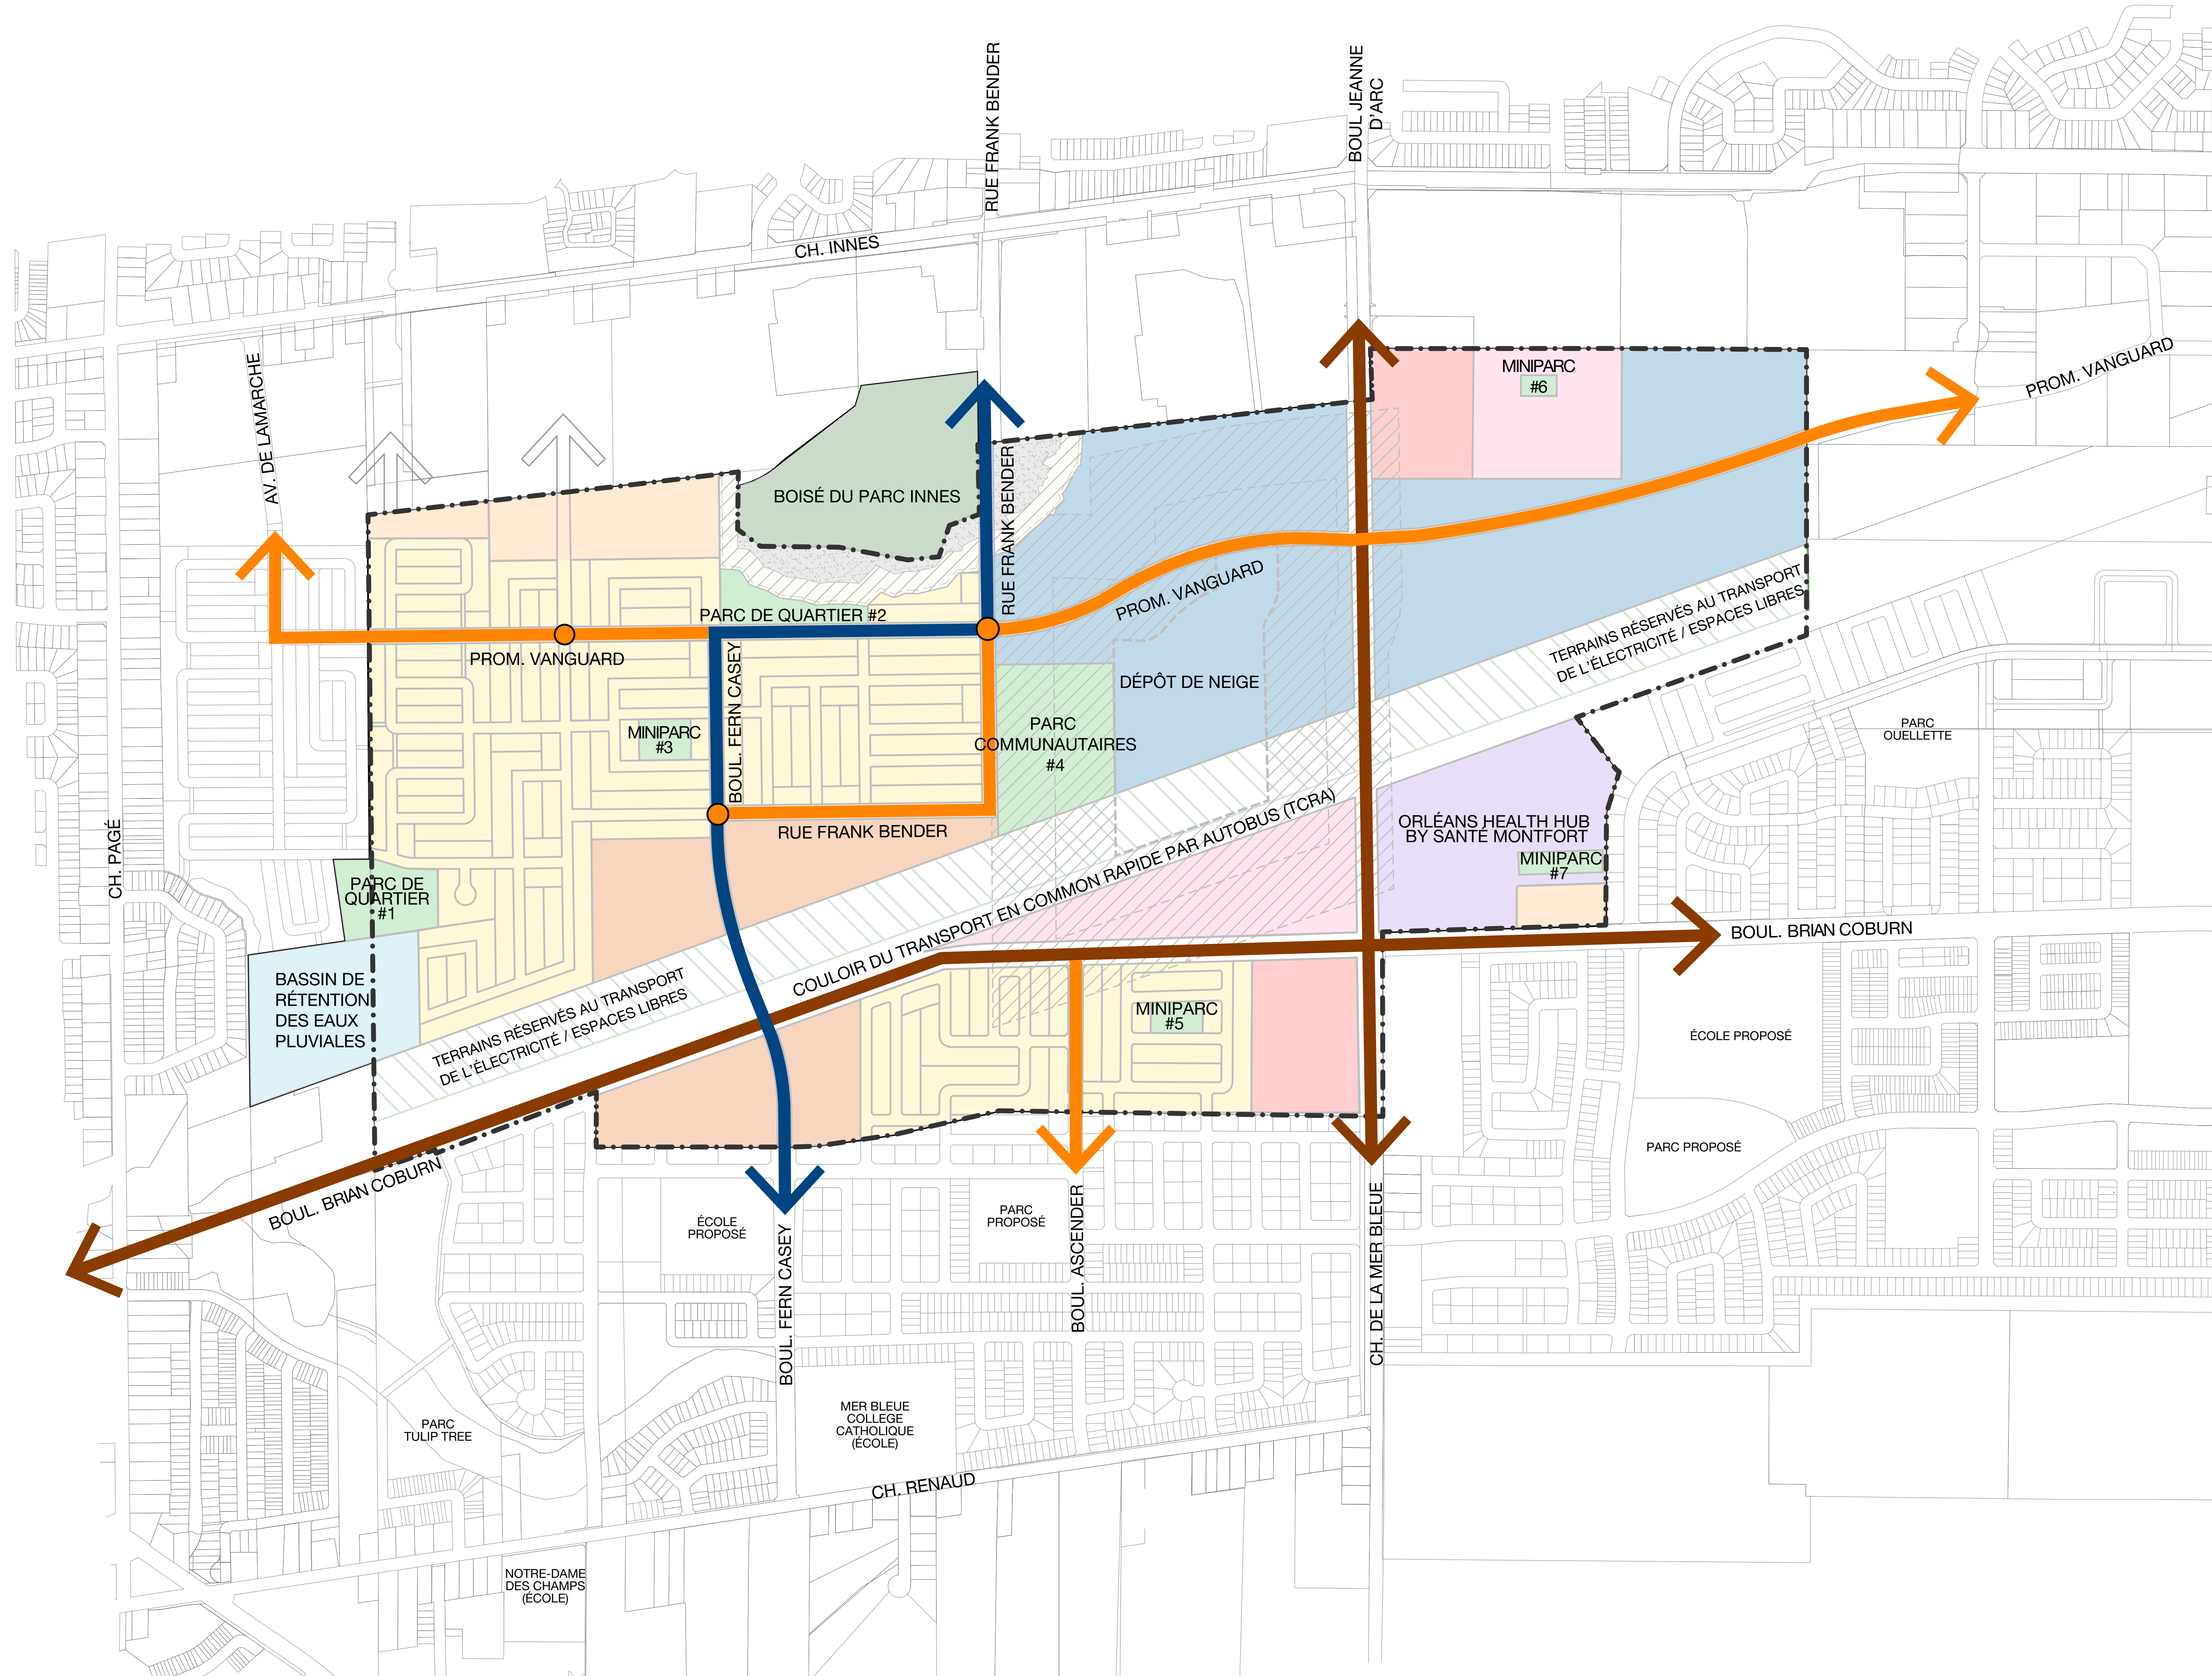 RUE FRANK BENDER
BOUL JEANNE
D'ARC
CH. INNES
AV. DE LAMARCHE
MINIPARC
#6
PROM. VANGUARD
BOISÉ DU PARC INNES
RUE FRANK BENDER
PROM. VANGUARD
PARC DE QUARTIER #2
PROM. VANGUARD
BOUL. FERN CASEY
TERRAINS RÉSERVÉS AU TRANSPORT
DE L'ÉLECTRICITÉ / ESPACES LIBRES
DÉPÔT DE NEIGE
MINIPARC
#3
PARC
COMMUNAUTAIRES
#4
PARC
OUELLETTE
CH. PAGÉ
RUE FRANK BENDER
ORLÉANS HEALTH HUB
BY SANTÉ MONTFORT
MINIPARC
#7
PARC DE
QUARTIER
#1
COULOIR DU TRANSPORT EN COMMON RAPIDE PAR AUTOBUS (TCRA)
BOUL. BRIAN COBURN
BASSIN DE
RÉTENTION
DES EAUX
PLUVIALES
TERRAINS RÉSERVÉS AU TRANSPORT
DE L'ÉLECTRICITÉ / ESPACES LIBRES
MINIPARC
#5
ÉCOLE PROPOSÉ
PARC PROPOSÉ
BOUL. BRIAN COBURN
ÉCOLE
PROPOSÉ
PARC
PROPOSÉ
BOUL. FERN CASEY
BOUL. ASCENDER
CH. DE LA MER BLEUE
PARC
TULIP TREE
MER BLEUE
COLLEGE
CATHOLIQUE
(ÉCOLE)
CH. RENAUD
NOTRE-DAME
DES CHAMPS
(ÉCOLE)